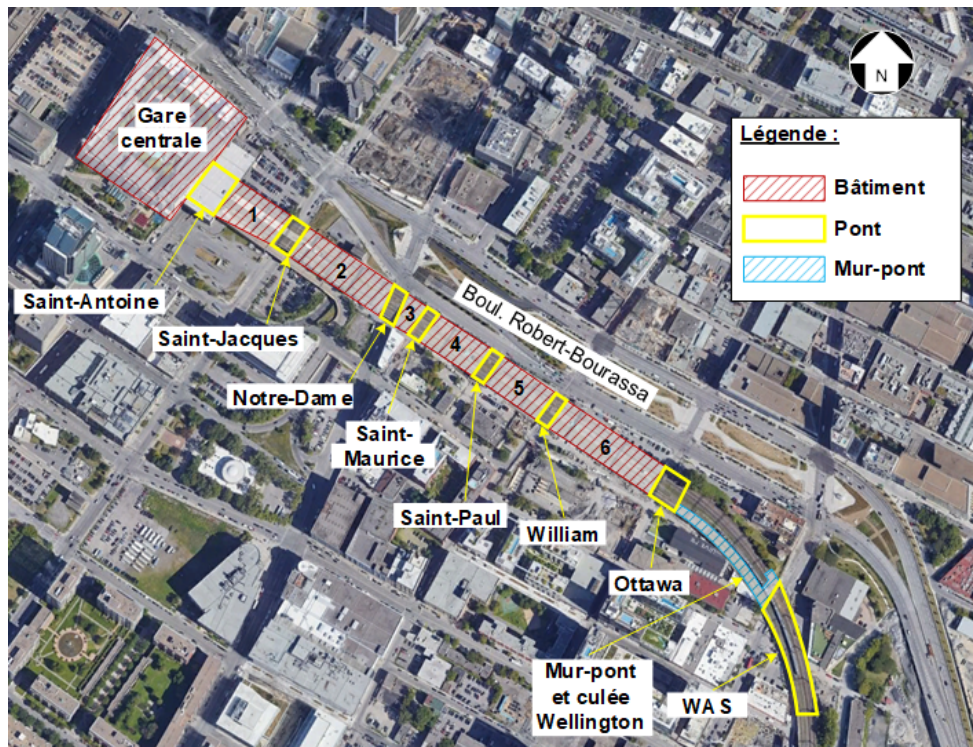 N
Gare
centrale
Légende :
Bâtiment
Pont
Mur-pont
1
2
3
4
5
6
Boul. Robert-Bourassa
Saint-Antoine
Saint-Jacques
Notre-Dame
Saint-
Maurice
Saint-Paul
William
Ottawa
Mur-pont
et culée
Wellington
WAS